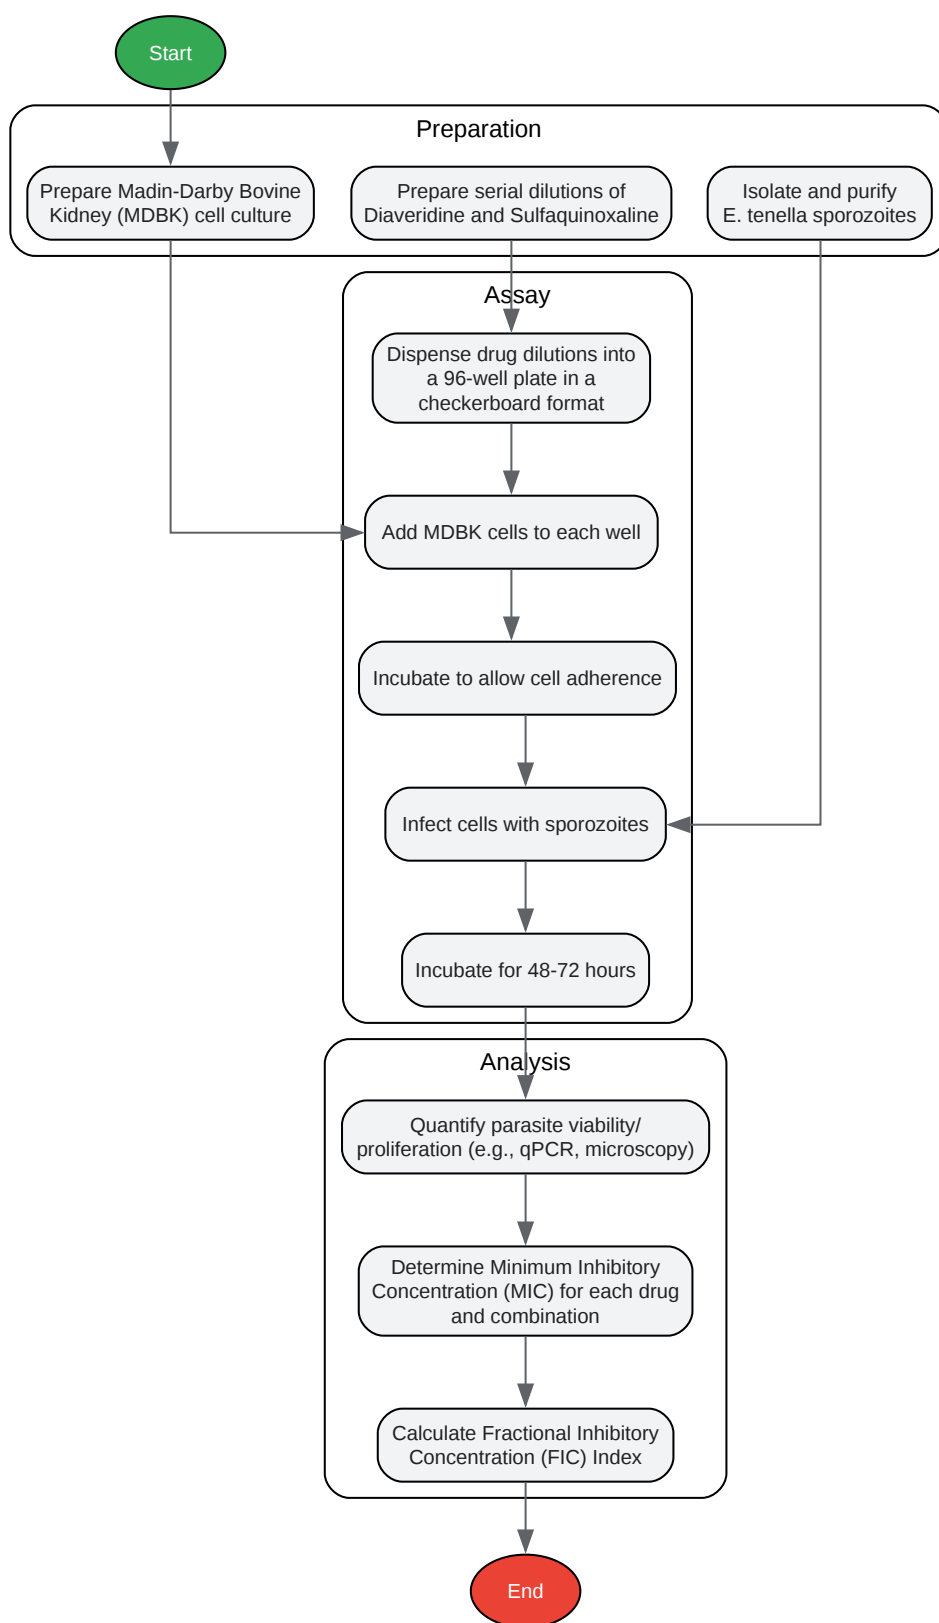 Start
Preparation
Prepare Madin-Darby Bovine
Kidney (MDBK) cell culture
Prepare serial dilutions of
Diaveridine and Sulfaquinoxaline
Isolate and purify
E. tenella sporozoites
Assay
Dispense drug dilutions into
a 96-well plate in a
checkerboard format
Add MDBK cells to each well
Incubate to allow cell adherence
Infect cells with sporozoites
Incubate for 48-72 hours
Analysis
Quantify parasite viability/
proliferation (e.g., qPCR, microscopy)
Determine Minimum Inhibitory
Concentration (MIC) for each drug
and combination
Calculate Fractional Inhibitory
Concentration (FIC) Index
End